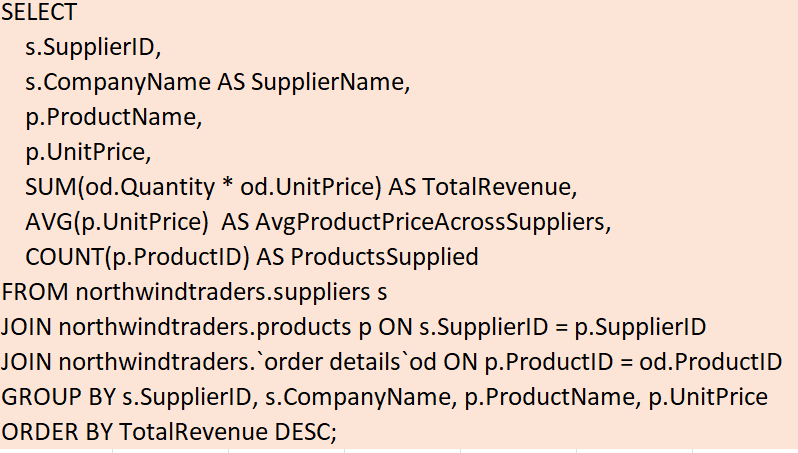 SELECT
s.SupplierID,
s.CompanyName AS SupplierName,
p.ProductName,
p.UnitPrice,
SUM(od.Quantity * od.UnitPrice) AS TotalRevenue,
AVG(p.UnitPrice)  AS AvgProductPriceAcrossSuppliers,
COUNT(p.ProductID) AS ProductsSupplied
FROM northwindtraders.suppliers s
JOIN northwindtraders.products p ON s.SupplierID = p.SupplierID
JOIN northwindtraders.`order details`od ON p.ProductID = od.ProductID
GROUP BY s.SupplierID, s.CompanyName, p.ProductName, p.UnitPrice
ORDER BY TotalRevenue DESC;